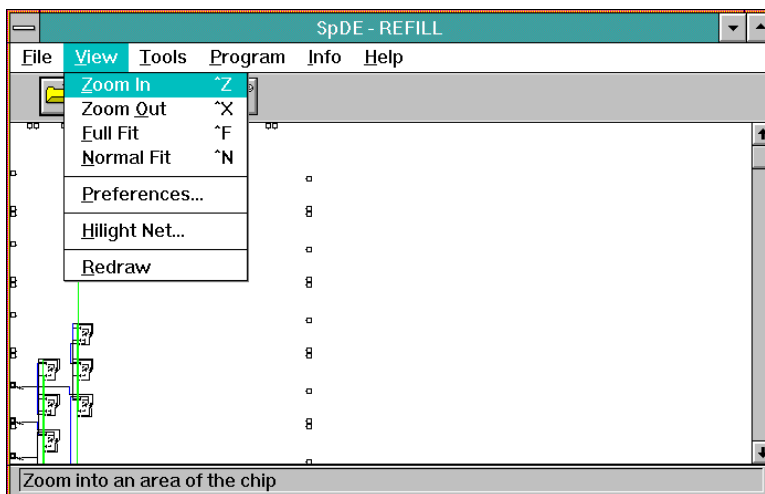 SpDE - REFILL
File View Tools Program Info Help
Zoom In ^Z
Zoom Out ^X
Full Fit ^F
Normal Fit ^N
Preferences...
Hilight Net...
Redraw
Zoom into an area of the chip